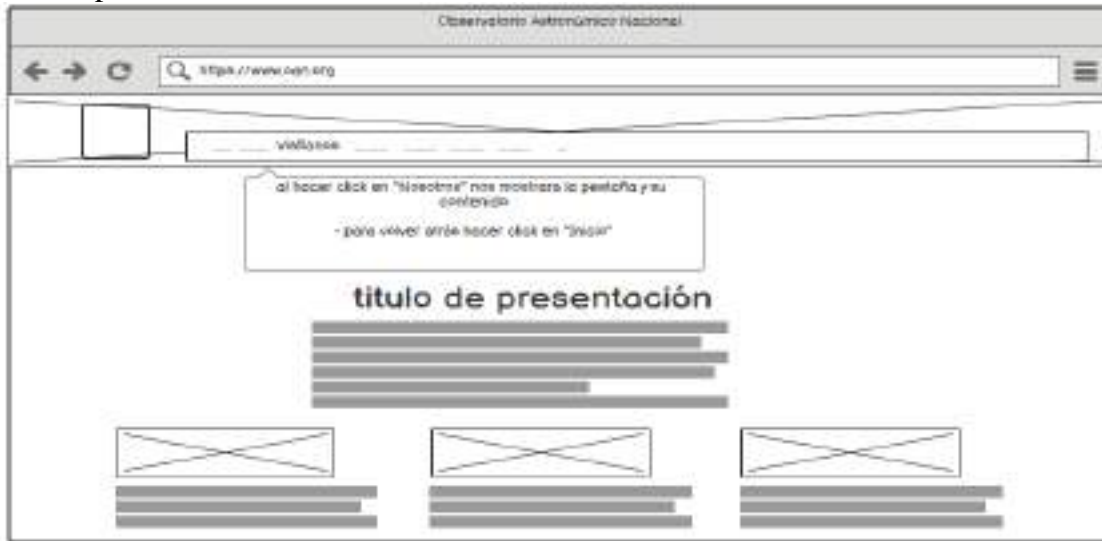 Observatorio Astronómico Nacional
https://www.oan.org
al hacer click en "Nosotros" nos mostrara la pestaña y su
contenido
- para volver atrás hacer click en "Inicio"
titulo de presentación